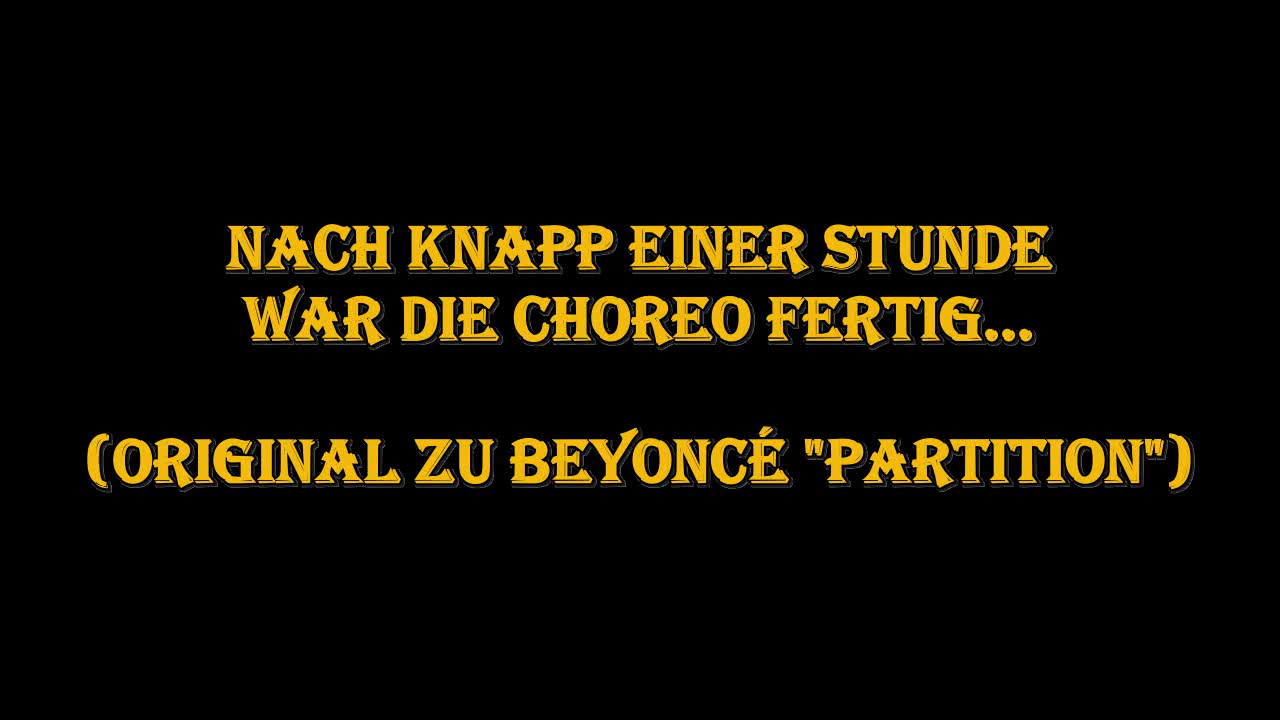 NACH KNAPP EINER STUNDE
WAR DIE CHOREO FERTIG...
(ORIGINAL ZU BEYONCÉ "PARTITION")